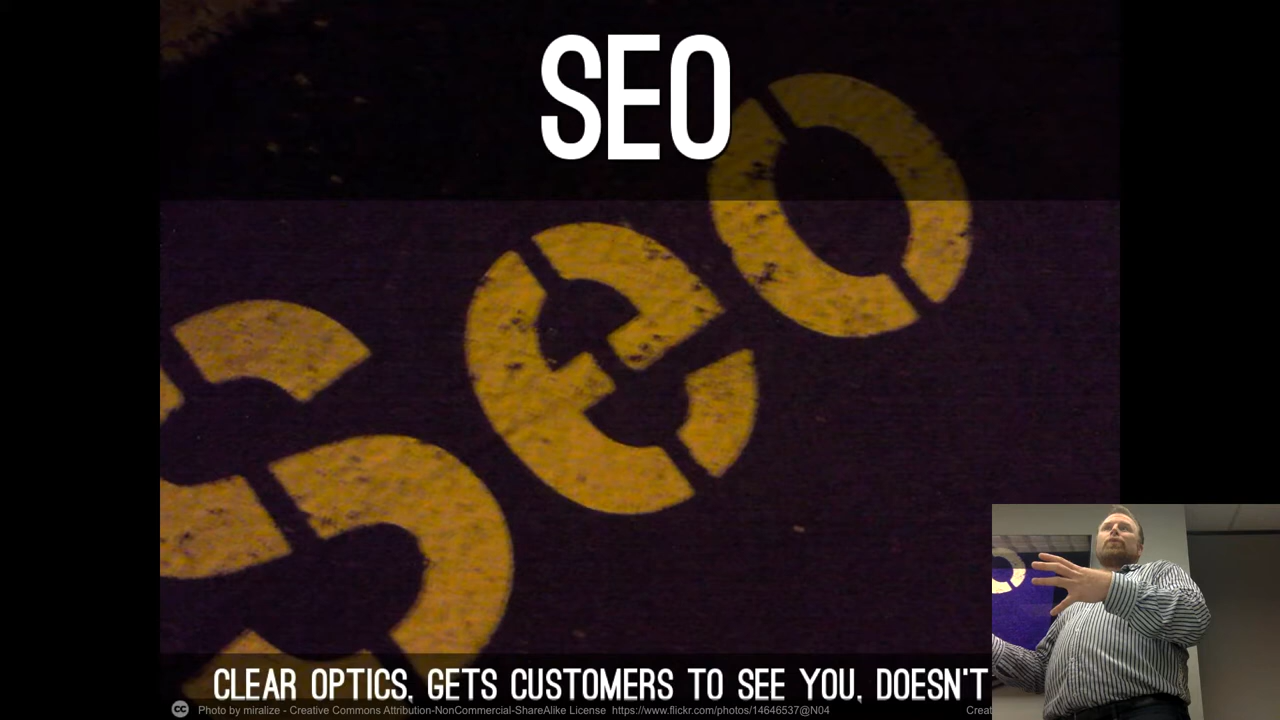 SEO
seo
CLEAR OPTICS, GETS CUSTOMERS TO SEE YOU, DOESN'T
Photo by miralize - Creative Commons Attribution-NonCommercial-ShareAlike License https://www.flickr.com/photos/14646537@N04